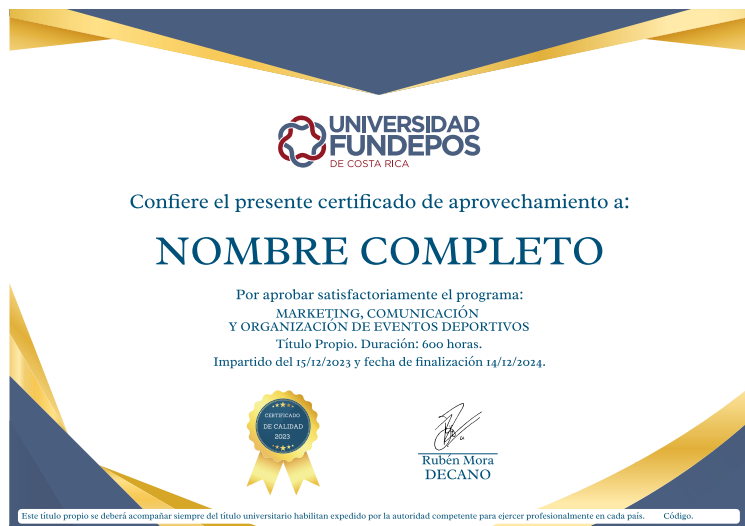 UNIVERSIDAD
FUNDEPOS
DE COSTA RICA
Confiere el presente certificado de aprovechamiento a:
NOMBRE COMPLETO
Por aprobar satisfactoriamente el programa:
MARKETING, COMUNICACIÓN
Y ORGANIZACIÓN DE EVENTOS DEPORTIVOS
Título Propio. Duración: 600 horas.
Impartido del 15/12/2023 y fecha de finalización 14/12/2024.
CERTIFICADO
DE CALIDAD
2023
Rubén Mora
DECANO
Este título propio se deberá acompañar siempre del título universitario habilitan expedido por la autoridad competente para ejercer profesionalmente en cada país. Código.